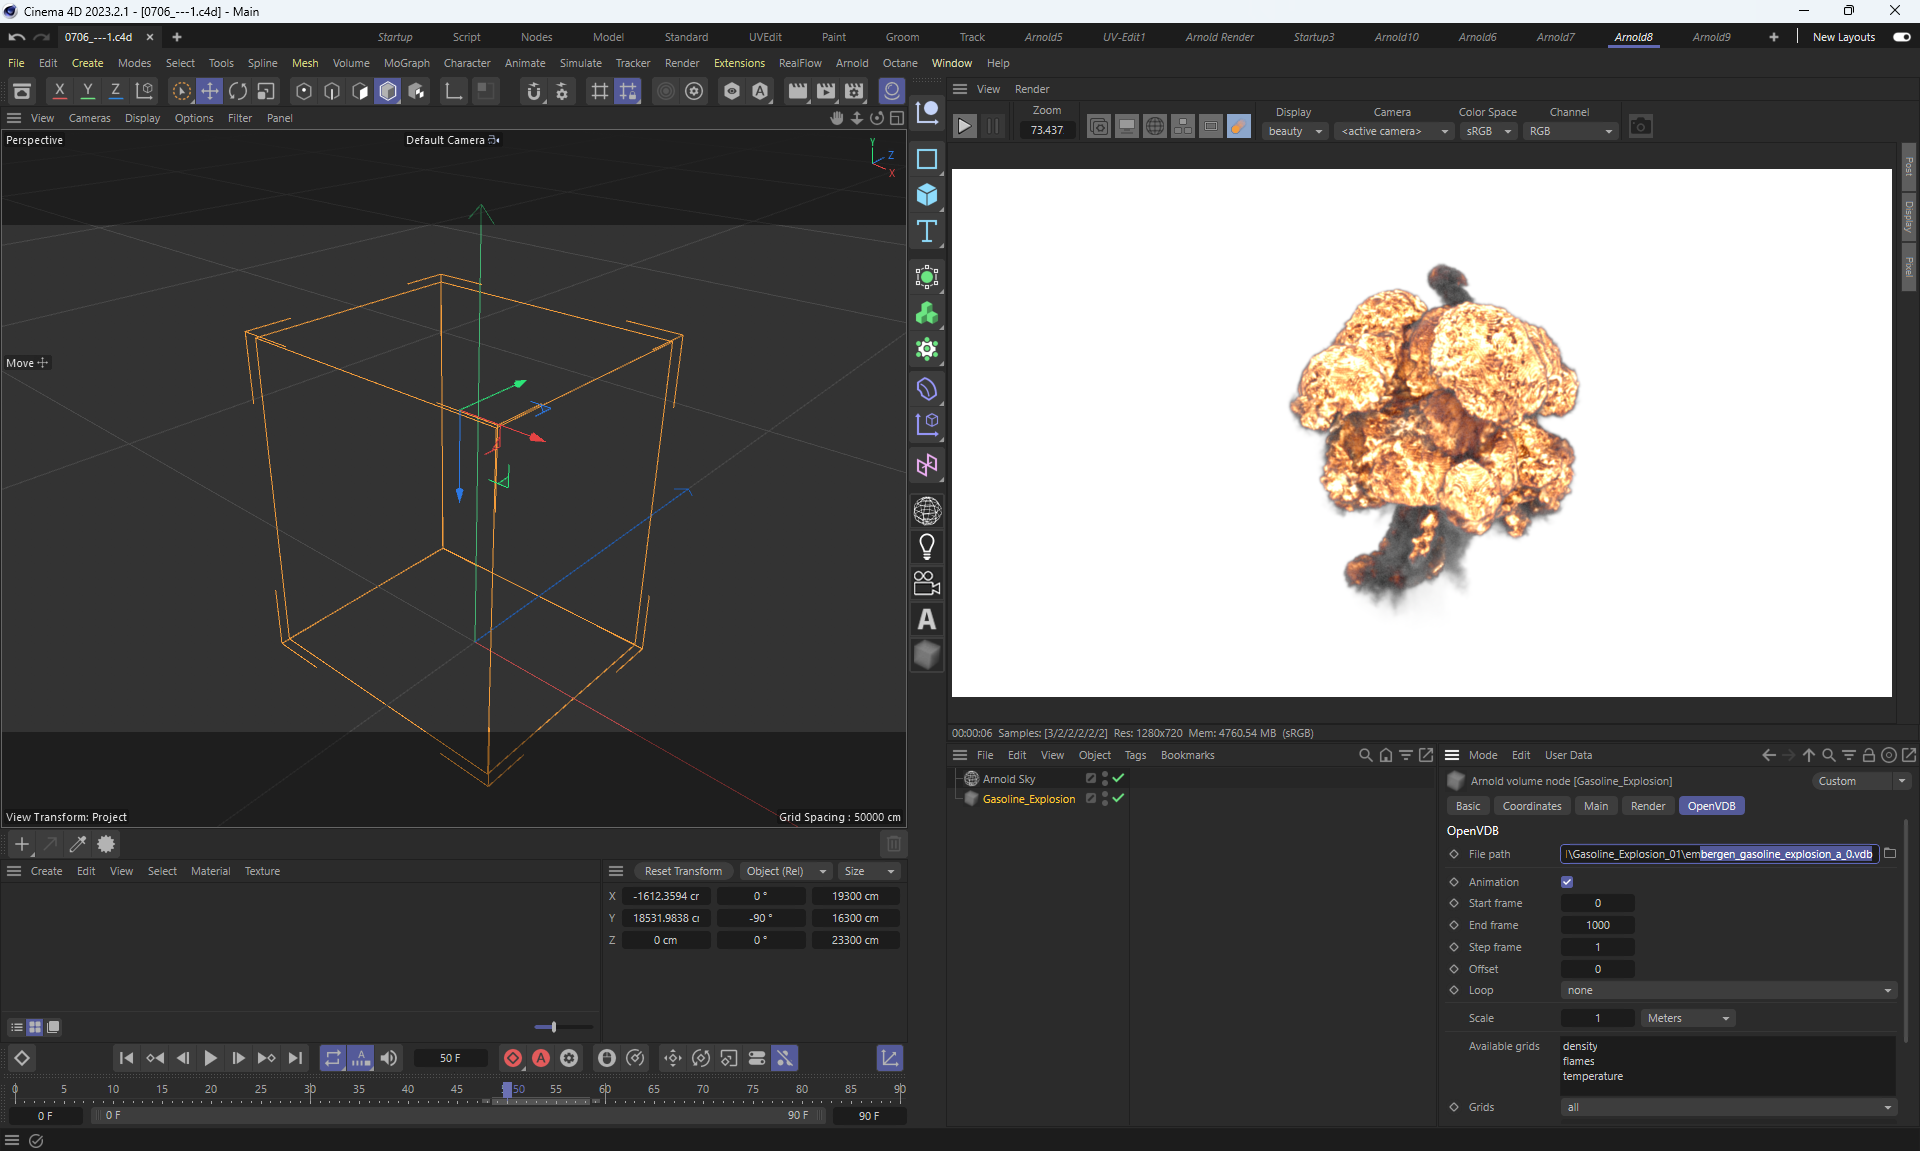 Cinema 4D 2023.2.1 - [0706_---1.c4d] - Main
0706_---1.c4d
Startup Script Nodes Model Standard UVEdit Paint Groom Track Arnold5 UV-Edit1 Arnold Render Startup3 Arnold10 Arnold6 Arnold7 Arnold8 Arnold9 New Layouts
File Edit Create Modes Select Tools Spline Mesh Volume MoGraph Character Animate Simulate Tracker Render Extensions RealFlow Arnold Octane Window Help
X Y Z
View Render
View Cameras Display Options Filter Panel
Zoom
73.437
Display Camera Color Space Channel
beauty <active camera> sRGB RGB
Perspective
Default Camera
Y
Z
X
Post
Display
Pixel
Move
View Transform: Project
Grid Spacing : 50000 cm
00:00:06 Samples: [3/2/2/2/2/2] Res: 1280x720 Mem: 4760.54 MB (sRGB)
File Edit View Object Tags Bookmarks
Arnold Sky
Gasoline_Explosion
Mode Edit User Data
Arnold volume node [Gasoline_Explosion]
Custom
Basic Coordinates Main Render OpenVDB
OpenVDB
File path l\Gasoline_Explosion_01\embergen_gasoline_explosion_a_0.vdb
Animation
Start frame 0
End frame 1000
Step frame 1
Offset 0
Loop none
Scale 1 Meters
Available grids density
flames
temperature
Grids all
Create Edit View Select Material Texture
Reset Transform Object (Rel) Size
X -1612.3594 cr 0 ° 19300 cm
Y 18531.9838 cı -90 ° 16300 cm
Z 0 cm 0 ° 23300 cm
50 F
0 5 10 15 20 25 30 35 40 45 50 55 60 65 70 75 80 85 90
0 F 0 F 90 F 90 F